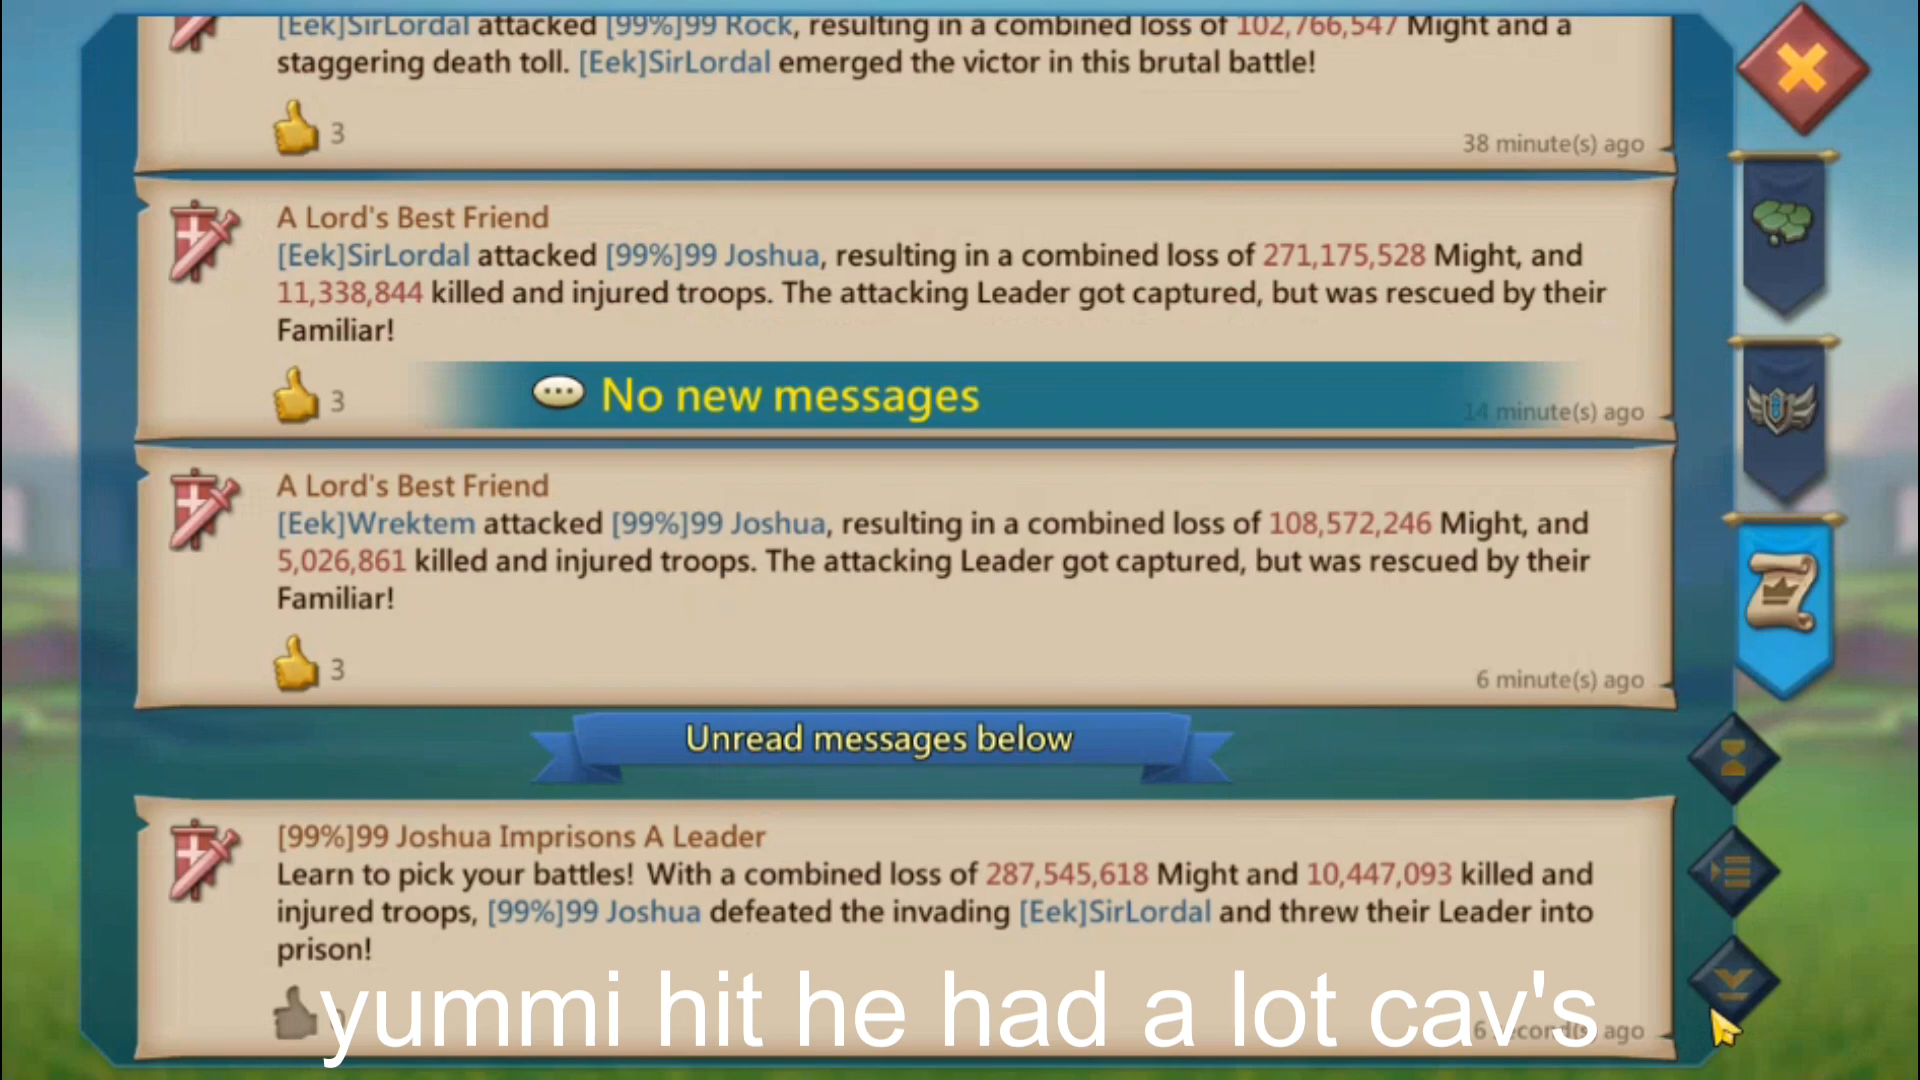 [Eek]SirLordal attacked [99%]99 Rock, resulting in a combined loss of 102,766,547 Might and a
staggering death toll. [Eek]SirLordal emerged the victor in this brutal battle!
3
38 minute(s) ago
A Lord's Best Friend
[Eek]SirLordal attacked [99%]99 Joshua, resulting in a combined loss of 271,175,528 Might, and
11,338,844 killed and injured troops. The attacking Leader got captured, but was rescued by their
Familiar!
3
No new messages
14 minute(s) ago
A Lord's Best Friend
[Eek]Wrektem attacked [99%]99 Joshua, resulting in a combined loss of 108,572,246 Might, and
5,026,861 killed and injured troops. The attacking Leader got captured, but was rescued by their
Familiar!
3
6 minute(s) ago
Unread messages below
[99%]99 Joshua Imprisons A Leader
Learn to pick your battles! With a combined loss of 287,545,618 Might and 10,447,093 killed and
injured troops, [99%]99 Joshua defeated the invading [Eek]SirLordal and threw their Leader into
prison!
yummi hit he had a lot cav's
6 second(s) ago